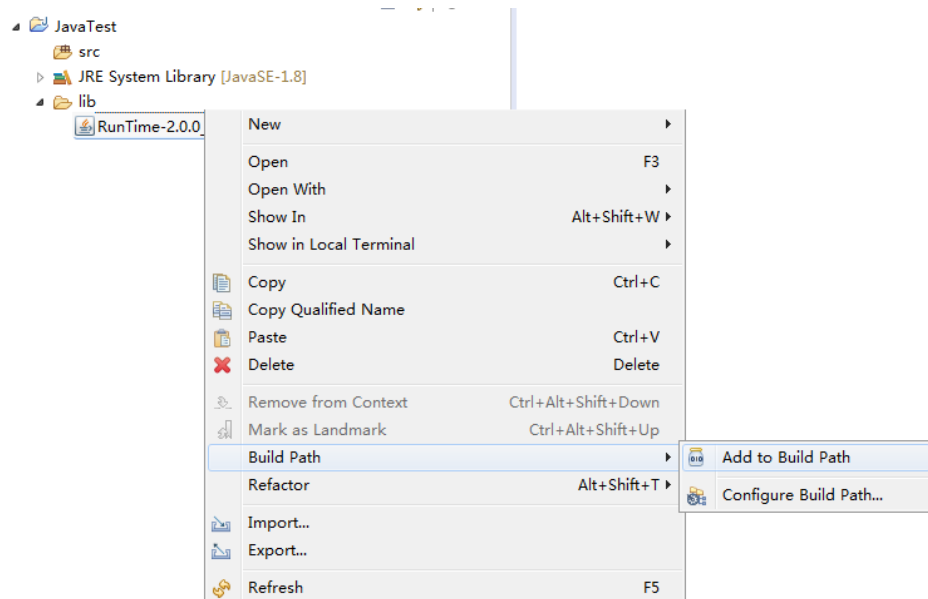 JavaTest
src
JRE System Library [JavaSE-1.8]
lib
RunTime-2.0.0_
New
Open F3
Open With
Show In Alt+Shift+W
Show in Local Terminal
Copy Ctrl+C
Copy Qualified Name
Paste Ctrl+V
Delete Delete
Remove from Context Ctrl+Alt+Shift+Down
Mark as Landmark Ctrl+Alt+Shift+Up
Build Path
Add to Build Path
Refactor Alt+Shift+T
Configure Build Path...
Import...
Export...
Refresh F5